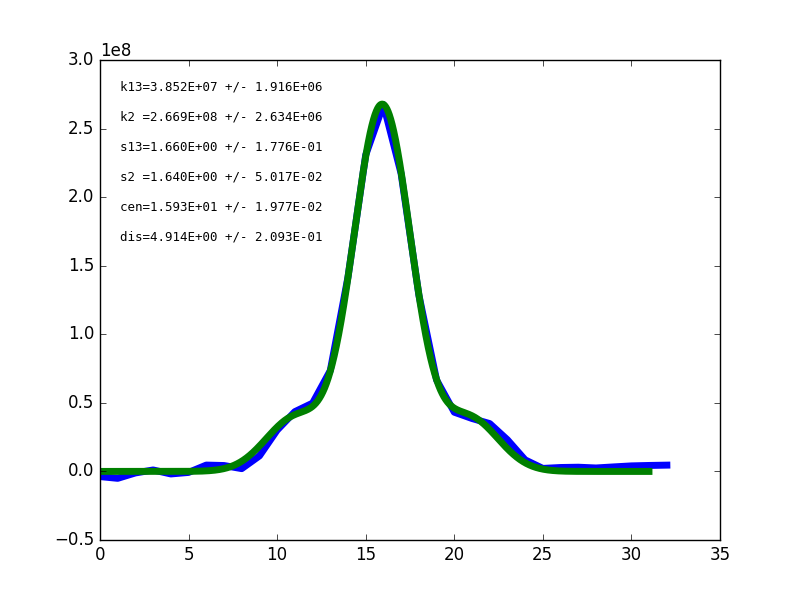 1e8
3.0
k13=3.852E+07 +/- 1.916E+06
k2 =2.669E+08 +/- 2.634E+06
2.5
s13=1.660E+00 +/- 1.776E-01
s2 =1.640E+00 +/- 5.017E-02
2.0
cen=1.593E+01 +/- 1.977E-02
dis=4.914E+00 +/- 2.093E-01
1.5
1.0
0.5
0.0
−0.5
0 5 10 15 20 25 30 35